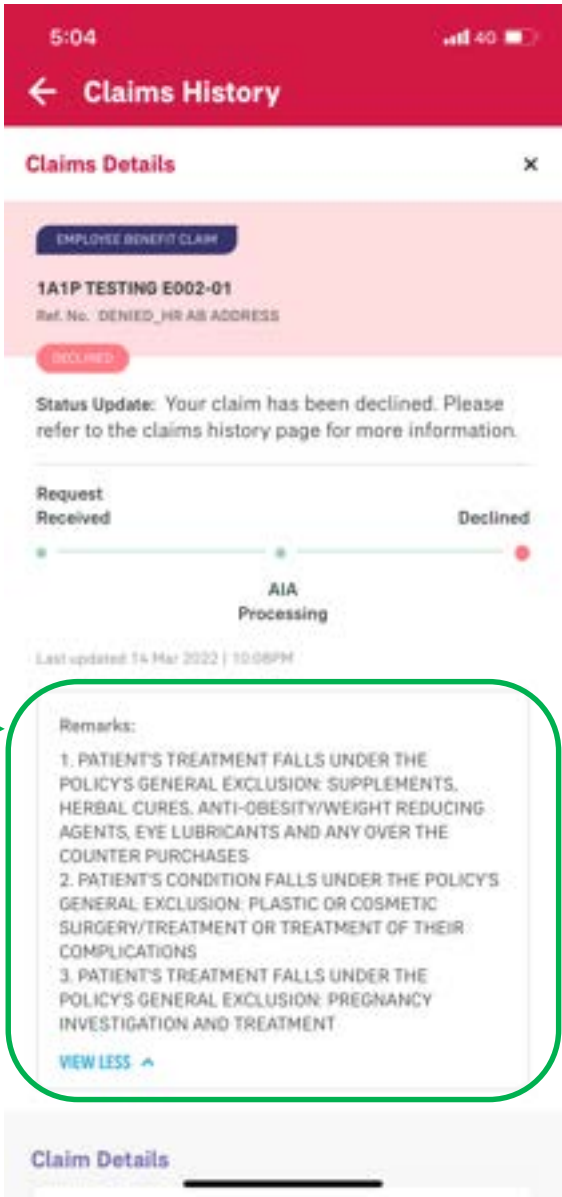 5:04
4G
Claims History
Claims Details
×
EMPLOYEE BENEFIT CLAIM
1A1P TESTING E002-01
Ref. No. DENIED_HR AB ADDRESS
DECLINED
Status Update: Your claim has been declined. Please
refer to the claims history page for more information.
Request
Received
Declined
AIA
Processing
Last updated 14 Mar 2022 | 10:08PM
Remarks:
1. PATIENT'S TREATMENT FALLS UNDER THE
POLICY'S GENERAL EXCLUSION: SUPPLEMENTS,
HERBAL CURES, ANTI-OBESITY/WEIGHT REDUCING
AGENTS, EYE LUBRICANTS AND ANY OVER THE
COUNTER PURCHASES
2. PATIENT'S CONDITION FALLS UNDER THE POLICY'S
GENERAL EXCLUSION: PLASTIC OR COSMETIC
SURGERY/TREATMENT OR TREATMENT OF THEIR
COMPLICATIONS
3. PATIENT'S TREATMENT FALLS UNDER THE
POLICY'S GENERAL EXCLUSION: PREGNANCY
INVESTIGATION AND TREATMENT
VIEW LESS
Claim Details